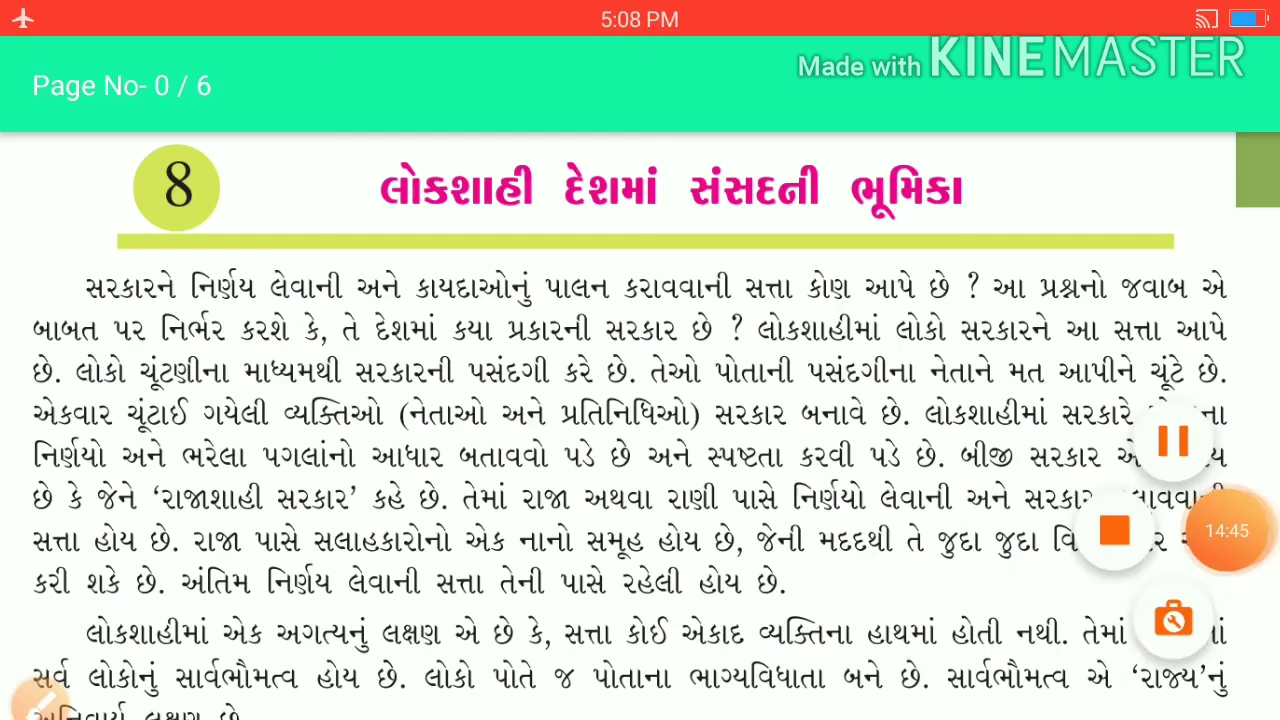 5:08 PM
Made with KINEMASTER
Page No- 0 / 6
8 લોકશાહી દેશમાં સંસદની ભૂમિકા
સરકારને નિર્ણય લેવાની અને કાયદાઓનું પાલન કરાવવાની સત્તા કોણ આપે છે ? આ પ્રશ્નનો જવાબ એ
બાબત પર નિર્ભર કરશે કે, તે દેશમાં કયા પ્રકારની સરકાર છે ? લોકશાહીમાં લોકો સરકારને આ સત્તા આપે
છે. લોકો ચૂંટણીના માધ્યમથી સરકારની પસંદગી કરે છે. તેઓ પોતાની પસંદગીના નેતાને મત આપીને ચૂંટે છે.
એકવાર ચૂંટાઈ ગયેલી વ્યક્તિઓ (નેતાઓ અને પ્રતિનિધિઓ) સરકાર બનાવે છે. લોકશાહીમાં સરકારે
નિર્ણયો અને ભરેલા પગલાંનો આધાર બતાવવો પડે છે અને સ્પષ્ટતા કરવી પડે છે. બીજી સરકાર
છે કે જેને ‘રાજાશાહી સરકાર’ કહે છે. તેમાં રાજા અથવા રાણી પાસે નિર્ણયો લેવાની અને સરકાર
સત્તા હોય છે. રાજા પાસે સલાહકારોનો એક નાનો સમૂહ હોય છે, જેની મદદથી તે જુદા જુદા
કરી શકે છે. અંતિમ નિર્ણય લેવાની સત્તા તેની પાસે રહેલી હોય છે.
લોકશાહીમાં એક અગત્યનું લક્ષણ એ છે કે, સત્તા કોઈ એકાદ વ્યક્તિના હાથમાં હોતી નથી. તેમાં
સર્વ લોકોનું સાર્વભૌમત્વ હોય છે. લોકો પોતે જ પોતાના ભાગ્યવિધાતા બને છે. સાર્વભૌમત્વ એ ‘રાજ્ય’નું
14:45